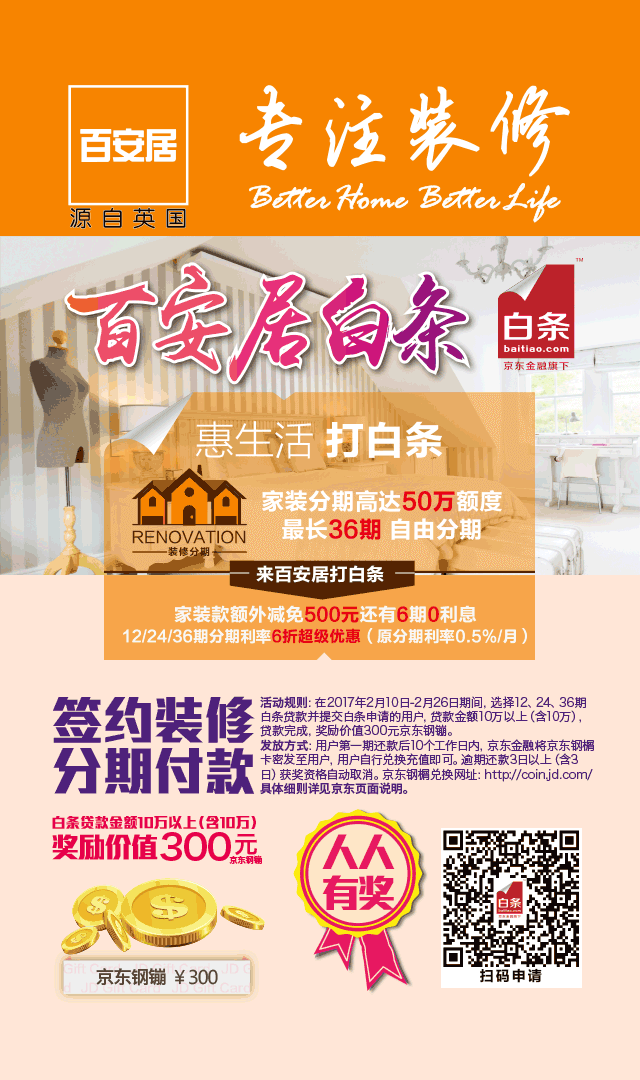 百安居
源自英国
专注装修
Better Home Better Life
百安居白条
TM
白条
baitiao.com
京东金融旗下
惠生活 打白条
RENOVATION
装修分期
家装分期高达50万额度
最长36期 自由分期
来百安居打白条
家装款额外减免500元还有6期0利息
12/24/36期分期利率6折超级优惠（原分期利率0.5%/月）
签约装修
分期付款
活动规则: 在2017年2月10日-2月26日期间, 选择12、24、36期
白条贷款并提交白条申请的用户, 贷款金额10万以上（含10万）,
贷款完成, 奖励价值300元京东钢镚。
发放方式: 用户第一期还款后10个工作日内, 京东金融将京东钢镚
卡密发至用户, 用户自行兑换充值即可。逾期还款3日以上（含3
日）获奖资格自动取消。京东钢镚兑换网址: http://coin.jd.com/
具体细则详见京东页面说明。
白条贷款金额10万以上（含10万）
奖励价值300元
京东钢镚
京东钢镚 ￥300
JD Gift Card
人人
有奖
白条
baitiao.com
京东金融旗下
扫码申请